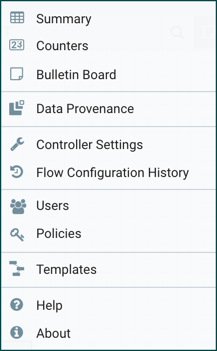 Summary
Counters
Bulletin Board
Data Provenance
Controller Settings
Flow Configuration History
Users
Policies
Templates
Help
About